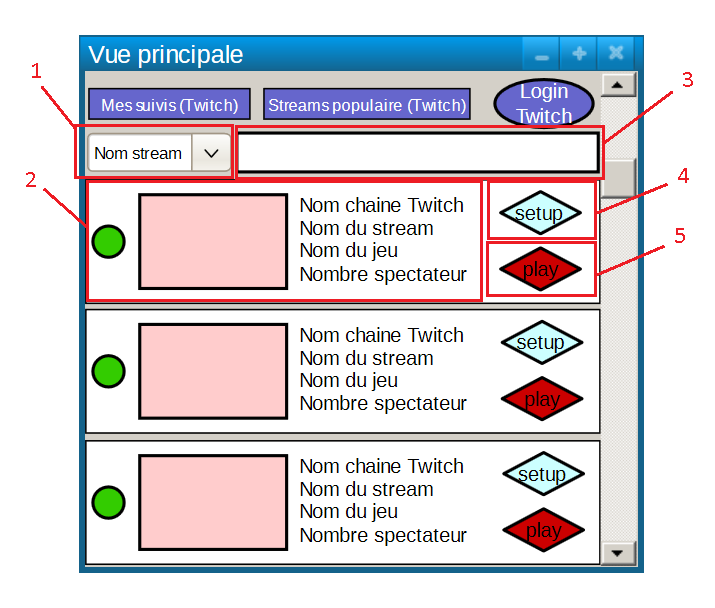 Vue principale
1
3
Mes suivis (Twitch)
Streams populaire (Twitch)
Login
Twitch
Nom stream
2
4
Nom chaine Twitch
Nom du stream
Nom du jeu
Nombre spectateur
setup
play
5
Nom chaine Twitch
Nom du stream
Nom du jeu
Nombre spectateur
setup
play
Nom chaine Twitch
Nom du stream
Nom du jeu
Nombre spectateur
setup
play